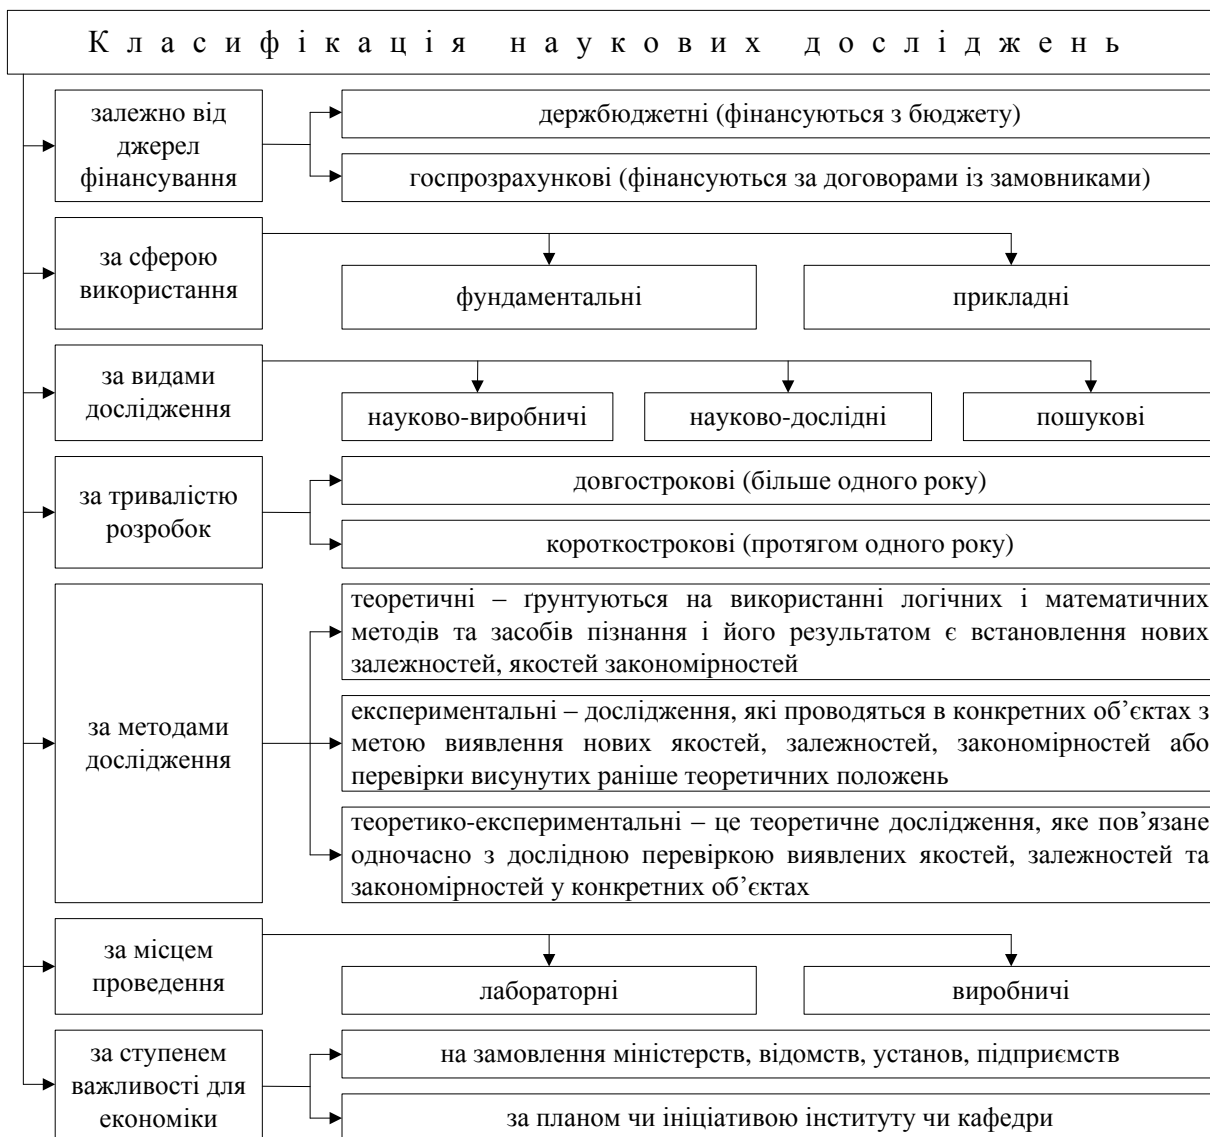 Класифікація наукових досліджень
залежно від
джерел
фінансування
держбюджетні (фінансуються з бюджету)
госпрозрахункові (фінансуються за договорами із замовниками)
за сферою
використання
фундаментальні
прикладні
за видами
дослідження
науково-виробничі
науково-дослідні
пошукові
за тривалістю
розробок
довгострокові (більше одного року)
короткострокові (протягом одного року)
за методами
дослідження
теоретичні – ґрунтуються на використанні логічних і математичних
методів та засобів пізнання і його результатом є встановлення нових
залежностей, якостей закономірностей
експериментальні – дослідження, які проводяться в конкретних об’єктах з
метою виявлення нових якостей, залежностей, закономірностей або
перевірки висунутих раніше теоретичних положень
теоретико-експериментальні – це теоретичне дослідження, яке пов’язане
одночасно з дослідною перевіркою виявлених якостей, залежностей та
закономірностей у конкретних об’єктах
за місцем
проведення
лабораторні
виробничі
за ступенем
важливості для
економіки
на замовлення міністерств, відомств, установ, підприємств
за планом чи ініціативою інституту чи кафедри